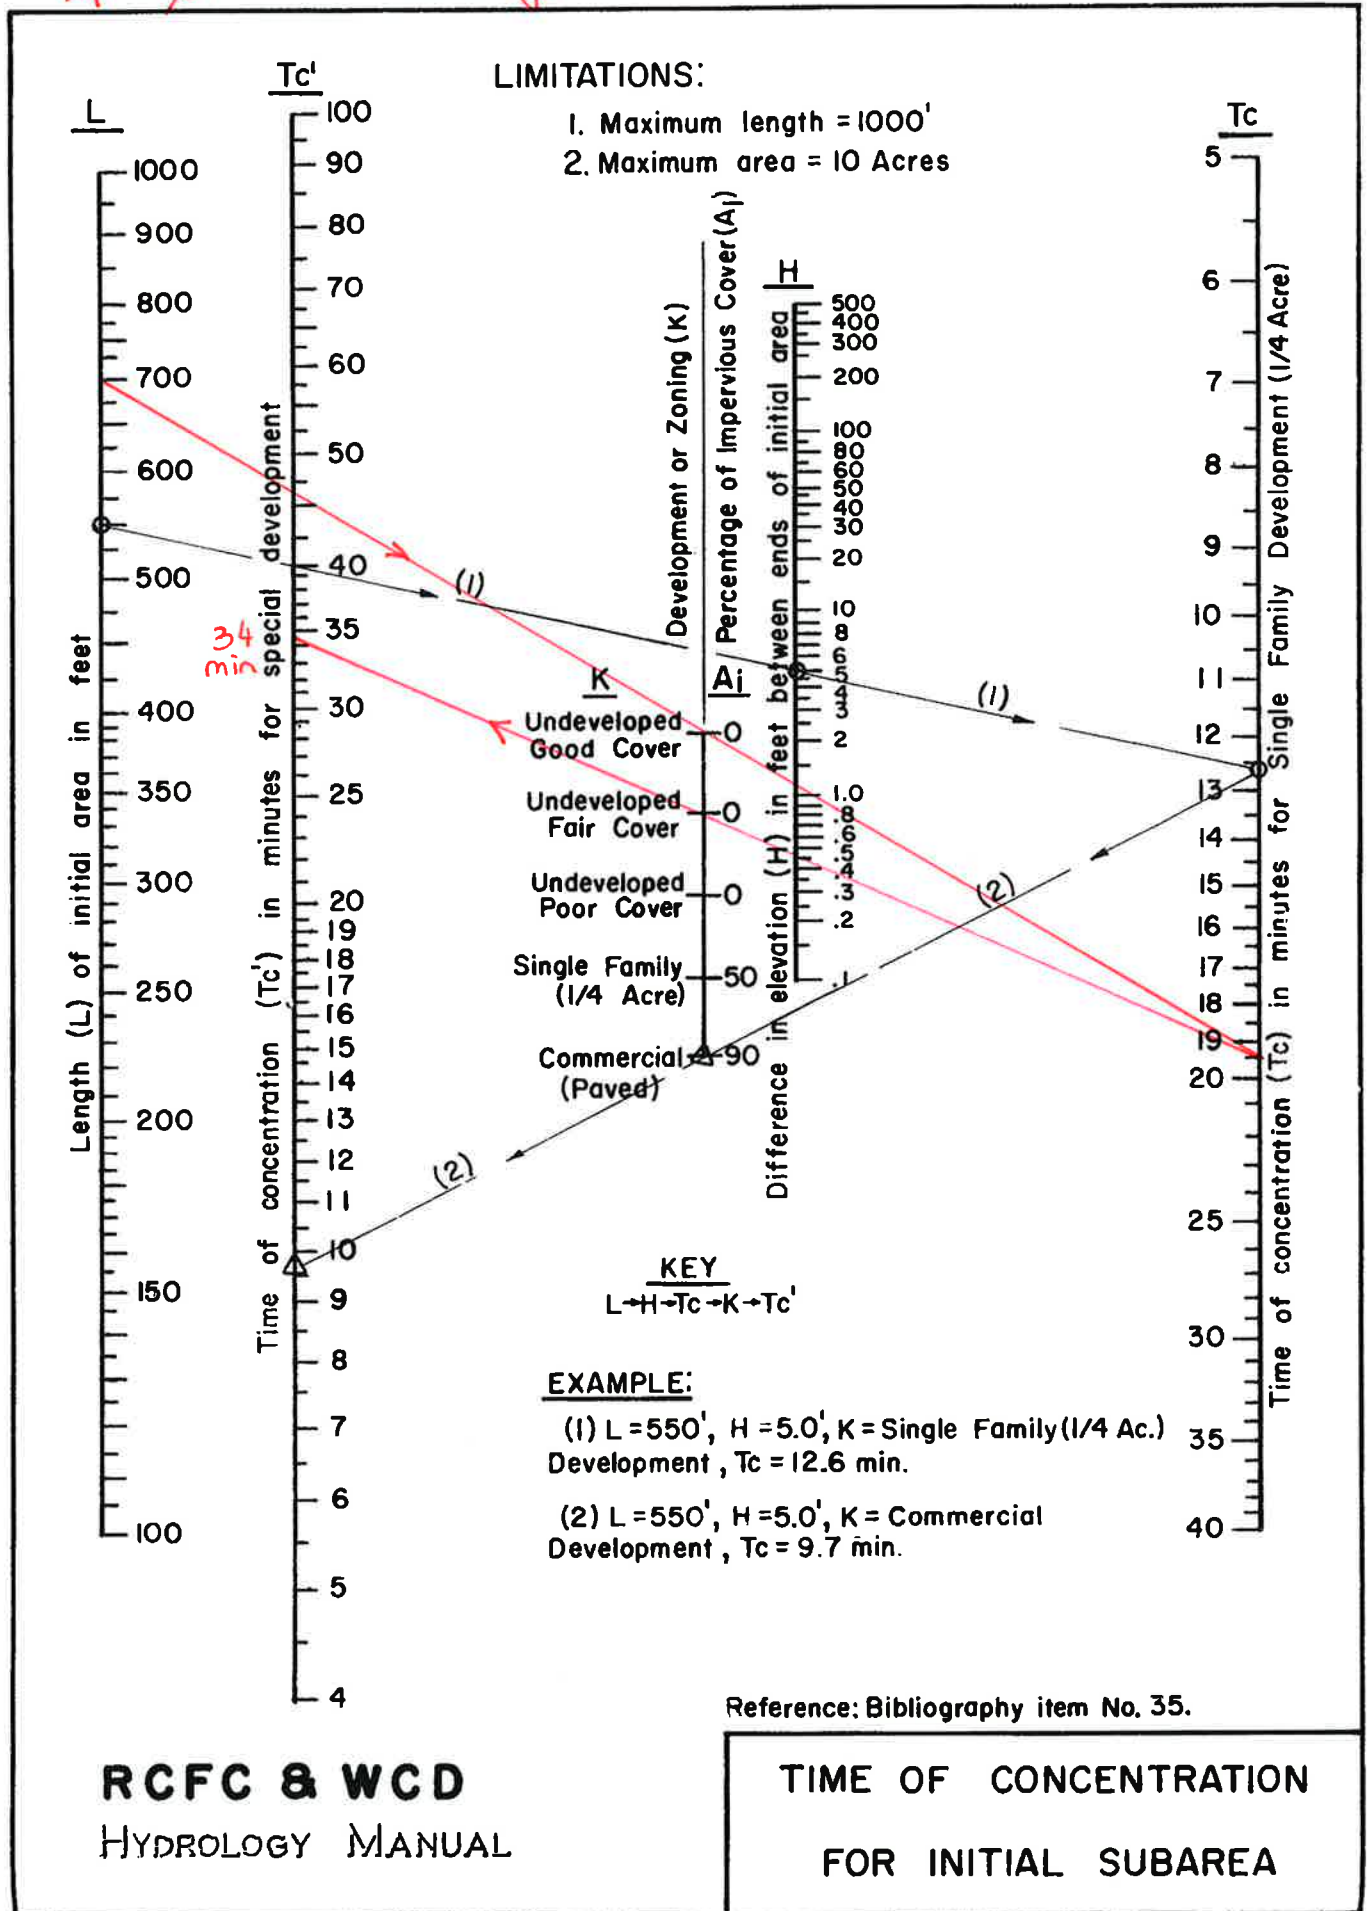 LIMITATIONS:
1. Maximum length = 1000'
2. Maximum area = 10 Acres
L
1000
900
800
700
600
500
400
350
300
250
200
150
100
Length (L) of initial area in feet
Tc'
100
90
80
70
60
50
40
35
30
25
20
19
18
17
16
15
14
13
12
11
10
9
8
7
6
5
4
Time of concentration (Tc') in minutes for special development
34
min
(1)
(2)
Development or Zoning (K)
Percentage of Impervious Cover (Ai)
K
Ai
Undeveloped
Good Cover
0
Undeveloped
Fair Cover
0
Undeveloped
Poor Cover
0
Single Family
(1/4 Acre)
50
Commercial
(Paved)
90
H
500
400
300
200
100
80
60
50
40
30
20
10
8
6
5
4
3
2
1.0
.8
.6
.5
.4
.3
.2
.1
Difference in elevation (H) in feet between ends of initial area
(1)
(2)
Tc
5
6
7
8
9
10
11
12
13
14
15
16
17
18
19
20
25
30
35
40
Time of concentration (Tc) in minutes for Single Family Development (1/4 Acre)
KEY
L→H→Tc→K→Tc'
EXAMPLE:
(1) L = 550', H = 5.0', K = Single Family (1/4 Ac.)
Development, Tc = 12.6 min.
(2) L = 550', H = 5.0', K = Commercial
Development, Tc = 9.7 min.
Reference: Bibliography item No. 35.
RCFC & WCD
HYDROLOGY MANUAL
TIME OF CONCENTRATION
FOR INITIAL SUBAREA